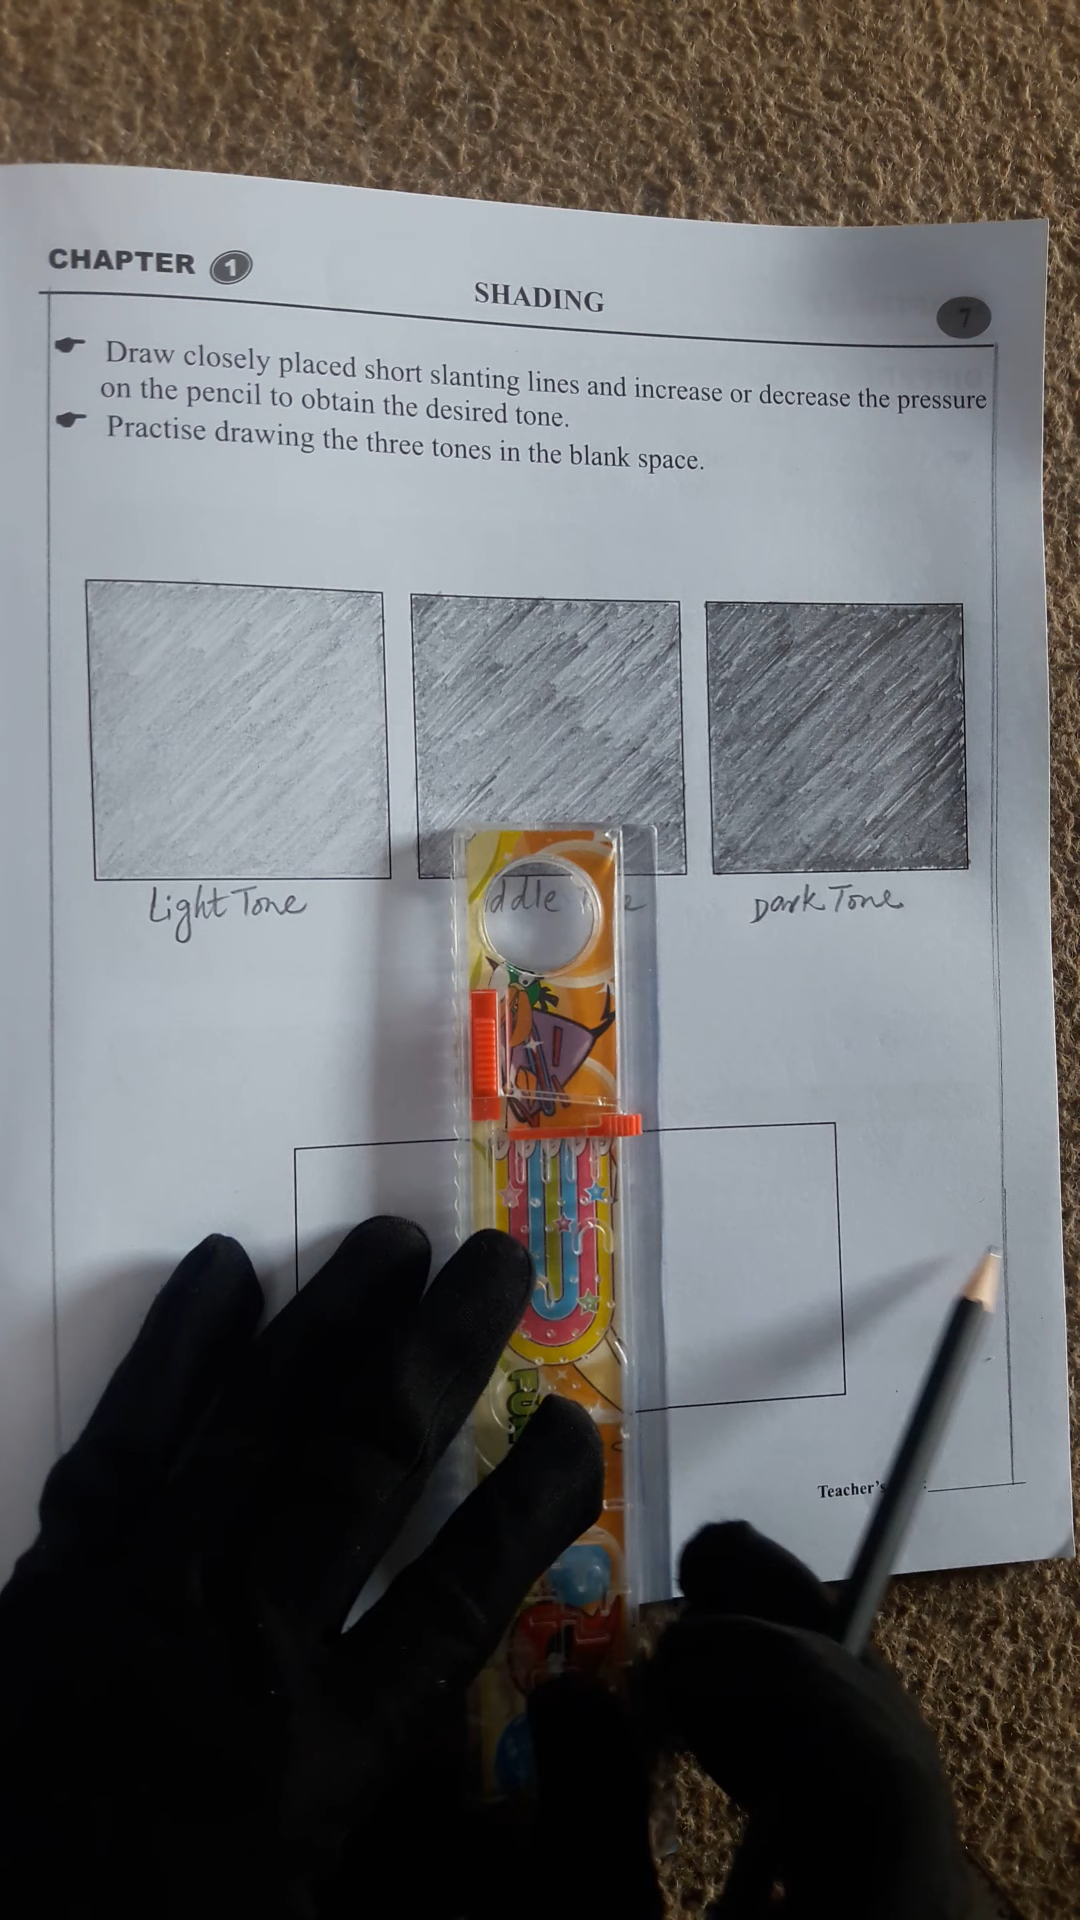 CHAPTER 1
SHADING
7
Draw closely placed short slanting lines and increase or decrease the pressure
on the pencil to obtain the desired tone.
Practise drawing the three tones in the blank space.
Light Tone
ddle
Dark Tone
Teacher's